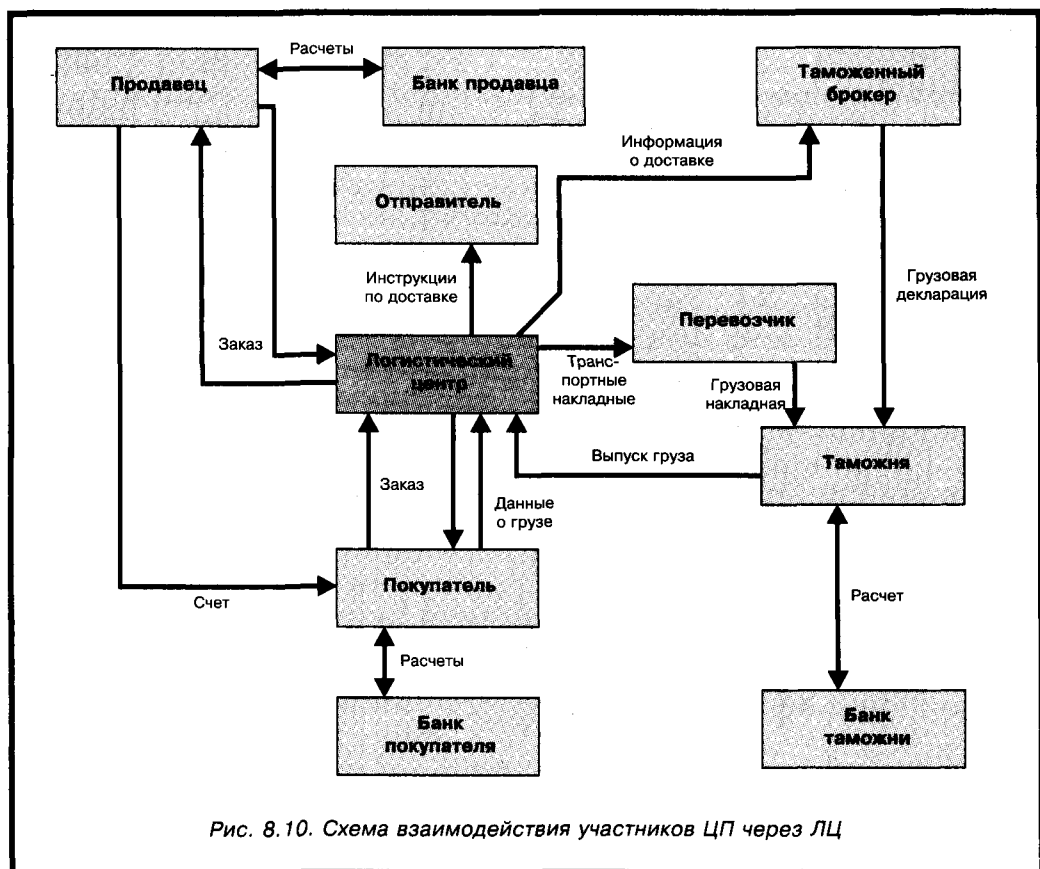 Расчеты
Продавец
Банк продавца
Таможенный
брокер
Информация
о доставке
Отправитель
Инструкции
по доставке
Грузовая
декларация
Перевозчик
Заказ
Логистический
центр
Транс-
портные
накладные
Грузовая
накладная
Выпуск груза
Таможня
Заказ
Данные
о грузе
Покупатель
Счет
Расчет
Расчеты
Банк
покупателя
Банк
таможни
Рис. 8.10. Схема взаимодействия участников ЦП через ЛЦ